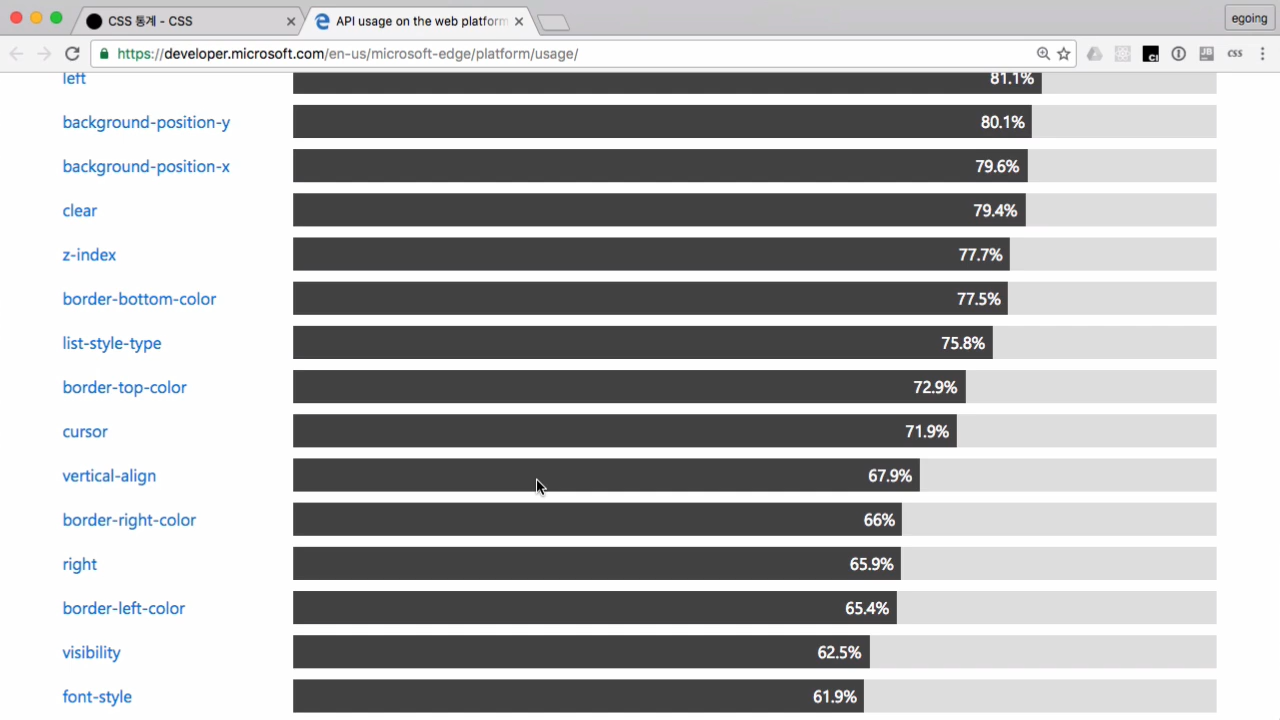 CSS 통계 - CSS
API usage on the web platform
egoing
https://developer.microsoft.com/en-us/microsoft-edge/platform/usage/
css
left 81.1%
background-position-y 80.1%
background-position-x 79.6%
clear 79.4%
z-index 77.7%
border-bottom-color 77.5%
list-style-type 75.8%
border-top-color 72.9%
cursor 71.9%
vertical-align 67.9%
border-right-color 66%
right 65.9%
border-left-color 65.4%
visibility 62.5%
font-style 61.9%